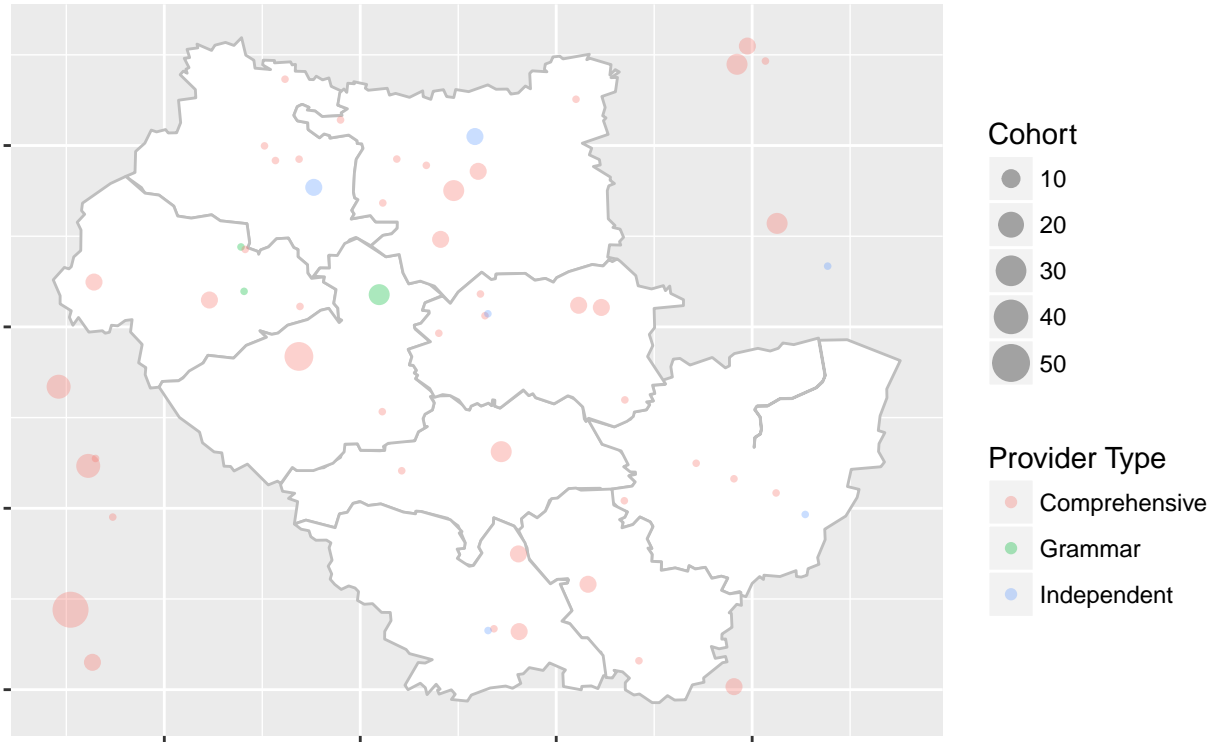 Cohort
10
20
30
40
50
Provider Type
Comprehensive
Grammar
Independent